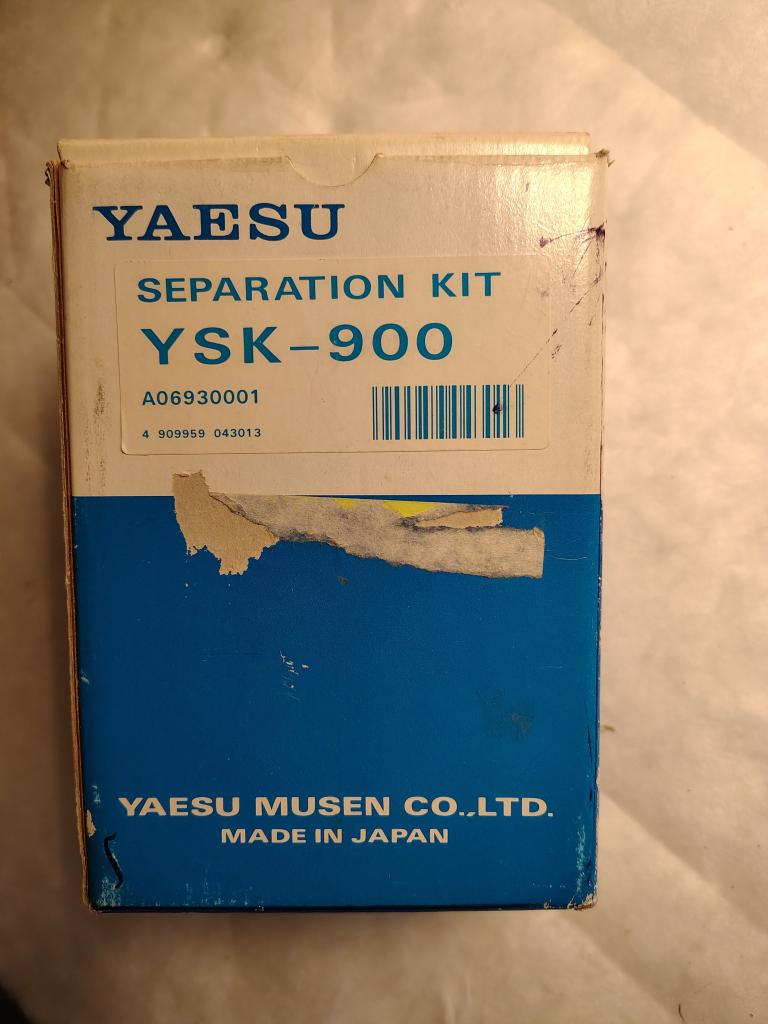 YAESU
SEPARATION KIT
YSK-900
A06930001
4 909959 043013
YAESU MUSEN CO.,LTD.
MADE IN JAPAN